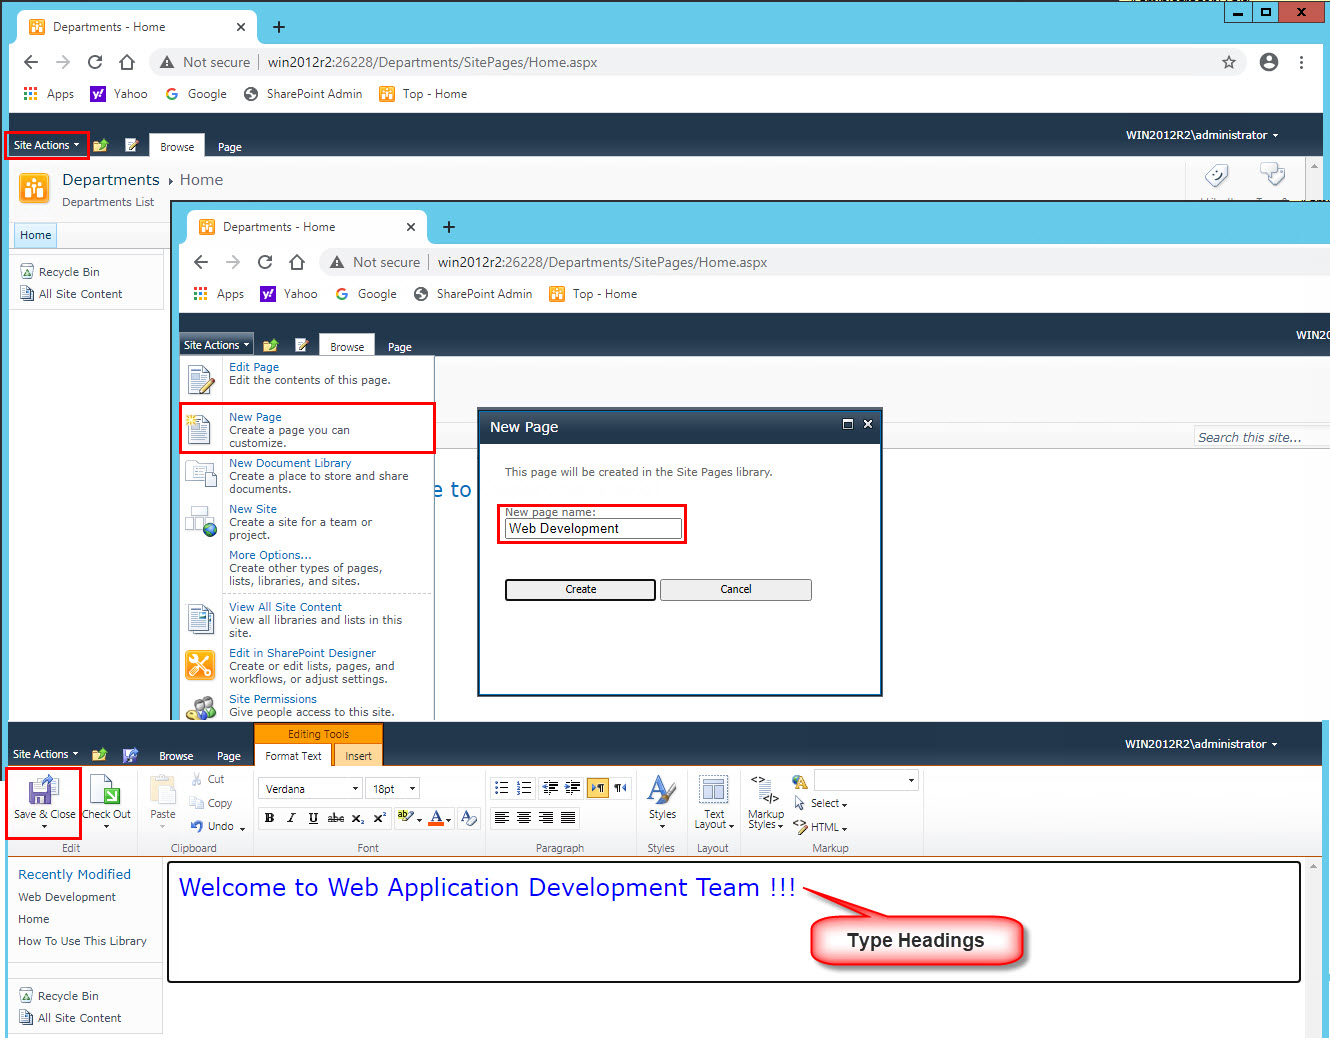 Departments - Home
Not secure win2012r2:26228/Departments/SitePages/Home.aspx
Apps Yahoo Google SharePoint Admin Top - Home
WIN2012R2\administrator
Site Actions Browse Page
Departments Home
Departments List
Home
Recycle Bin
All Site Content
Departments - Home
Not secure win2012r2:26228/Departments/SitePages/Home.aspx
Apps Yahoo Google SharePoint Admin Top - Home
WIN20
Site Actions Browse Page
Edit Page
Edit the contents of this page.
New Page
Create a page you can
customize.
New Document Library
Create a place to store and share
documents.
New Site
Create a site for a team or
project.
More Options...
Create other types of pages,
lists, libraries, and sites.
View All Site Content
View all libraries and lists in this
site.
Edit in SharePoint Designer
Create or edit lists, pages, and
workflows, or adjust settings.
Site Permissions
Give people access to this site.
Search this site...
e to
New Page
This page will be created in the Site Pages library.
New page name:
Web Development
Create Cancel
Editing Tools
WIN2012R2\administrator
Site Actions Browse Page Format Text Insert
Save & Close
Check Out
Edit
Paste
Cut
Copy
Undo
Clipboard
Verdana 18pt
B I U abc X₂ X²
Font
Paragraph
Styles
Styles
Text
Layout
Layout
Markup
Styles
Select
HTML
Markup
Recently Modified
Web Development
Home
How To Use This Library
Recycle Bin
All Site Content
Welcome to Web Application Development Team !!!
Type Headings